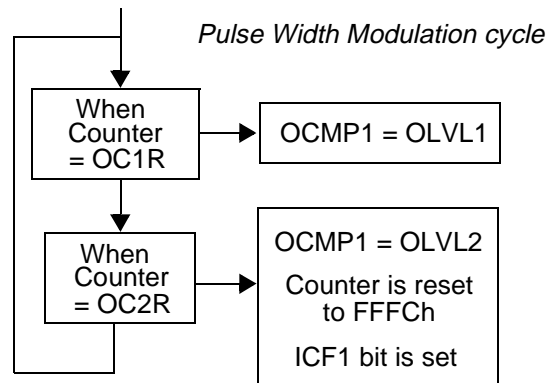 Pulse Width Modulation cycle
When
Counter
= OC1R
OCMP1 = OLVL1
When
Counter
= OC2R
OCMP1 = OLVL2
Counter is reset
to FFFCh
ICF1 bit is set